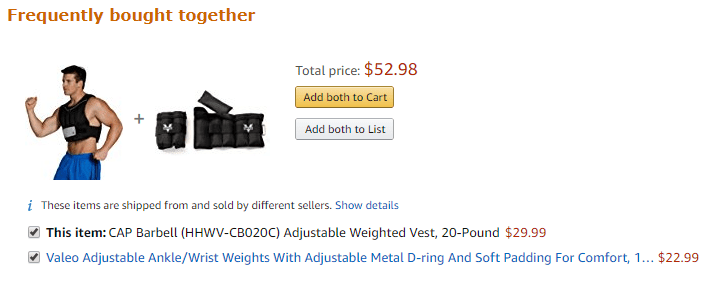 Frequently bought together
Total price: $52.98
Add both to Cart
+
Add both to List
i These items are shipped from and sold by different sellers. Show details
This item: CAP Barbell (HHWV-CB020C) Adjustable Weighted Vest, 20-Pound $29.99
Valeo Adjustable Ankle/Wrist Weights With Adjustable Metal D-ring And Soft Padding For Comfort, 1... $22.99